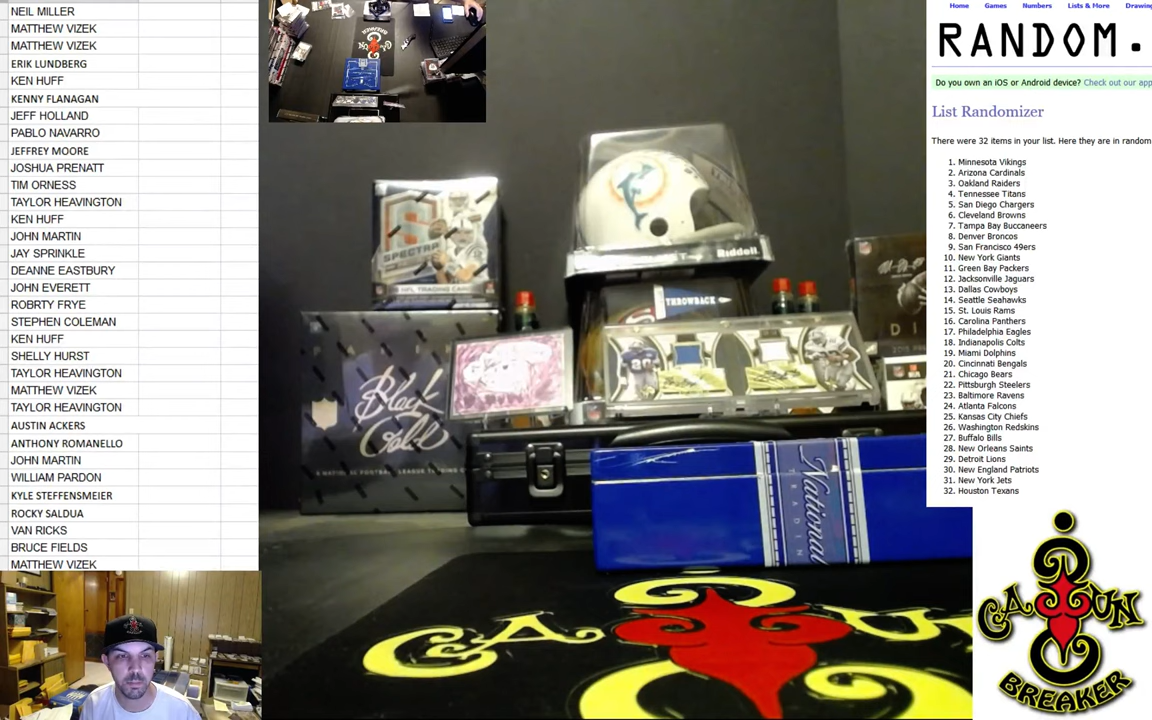 NEIL MILLER
MATTHEW VIZEK
MATTHEW VIZEK
ERIK LUNDBERG
KEN HUFF
KENNY FLANAGAN
JEFF HOLLAND
PABLO NAVARRO
JEFFREY MOORE
JOSHUA PRENATT
TIM ORNESS
TAYLOR HEAVINGTON
KEN HUFF
JOHN MARTIN
JAY SPRINKLE
DEANNE EASTBURY
JOHN EVERETT
ROBRTY FRYE
STEPHEN COLEMAN
KEN HUFF
SHELLY HURST
TAYLOR HEAVINGTON
MATTHEW VIZEK
TAYLOR HEAVINGTON
AUSTIN ACKERS
ANTHONY ROMANELLO
JOHN MARTIN
WILLIAM PARDON
KYLE STEFFENSMEIER
ROCKY SALDUA
VAN RICKS
BRUCE FIELDS
MATTHEW VIZEK
SPECTRA
NFL TRADING CARD
Riddell
THROWBACK
Black
Gold
National
TRADIN
CAJU
Home Games Numbers Lists & More Drawing
RANDOM.
Do you own an iOS or Android device? Check out our app
List Randomizer
There were 32 items in your list. Here they are in random
1. Minnesota Vikings
2. Arizona Cardinals
3. Oakland Raiders
4. Tennessee Titans
5. San Diego Chargers
6. Cleveland Browns
7. Tampa Bay Buccaneers
8. Denver Broncos
9. San Francisco 49ers
10. New York Giants
11. Green Bay Packers
12. Jacksonville Jaguars
13. Dallas Cowboys
14. Seattle Seahawks
15. St. Louis Rams
16. Carolina Panthers
17. Philadelphia Eagles
18. Indianapolis Colts
19. Miami Dolphins
20. Cincinnati Bengals
21. Chicago Bears
22. Pittsburgh Steelers
23. Baltimore Ravens
24. Atlanta Falcons
25. Kansas City Chiefs
26. Washington Redskins
27. Buffalo Bills
28. New Orleans Saints
29. Detroit Lions
30. New England Patriots
31. New York Jets
32. Houston Texans
CAJUN
BREAKER